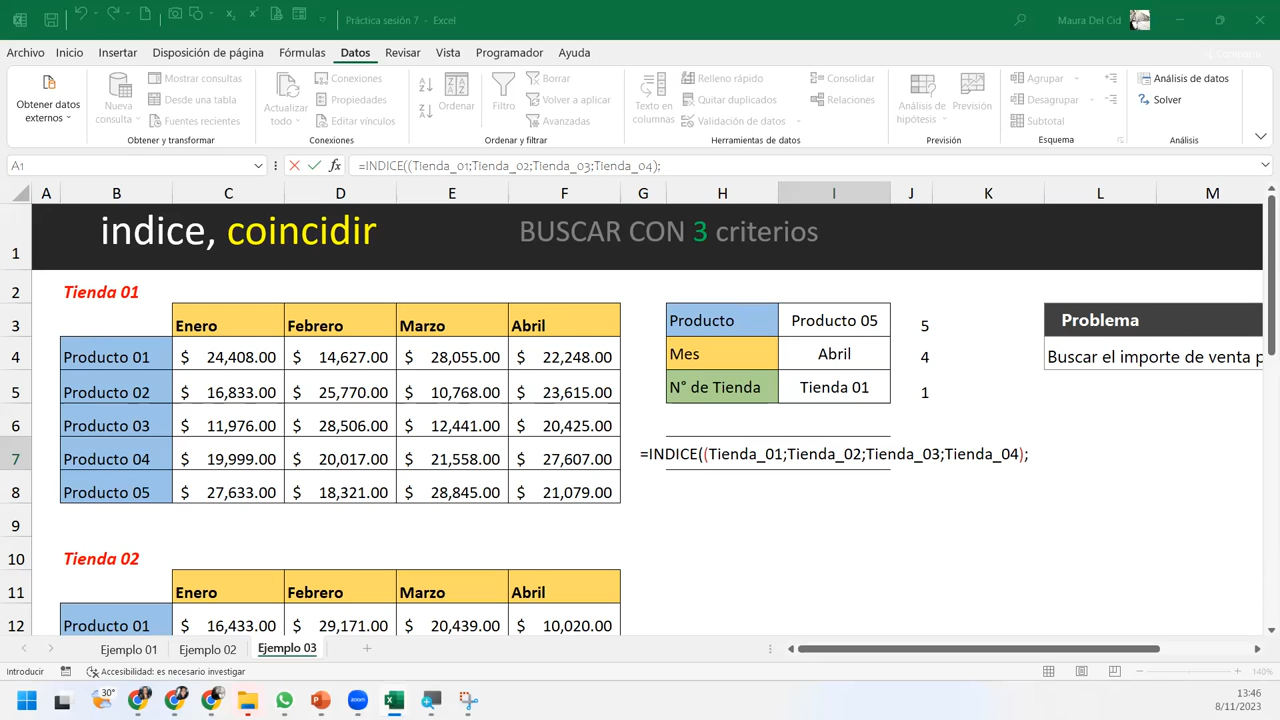 Práctica sesión 7 - Excel
Maura Del Cid
Archivo Inicio Insertar Disposición de página Fórmulas Datos Revisar Vista Programador Ayuda
Obtener datos externos
Nueva consulta
Mostrar consultas
Desde una tabla
Fuentes recientes
Obtener y transformar
Actualizar todo
Conexiones
Propiedades
Editar vínculos
Conexiones
Ordenar
Filtro
Borrar
Volver a aplicar
Avanzadas
Ordenar y filtrar
Texto en columnas
Relleno rápido
Quitar duplicados
Validación de datos
Consolidar
Relaciones
Herramientas de datos
Análisis de hipótesis
Previsión
Previsión
Agrupar
Desagrupar
Subtotal
Esquema
Análisis de datos
Solver
Análisis
A1 fx =INDICE((Tienda_01;Tienda_02;Tienda_03;Tienda_04);
A B C D E F G H I J K L M
1 indice, coincidir BUSCAR CON 3 criterios
2 Tienda 01
3 Enero Febrero Marzo Abril Producto Producto 05 5 Problema
4 Producto 01 $ 24,408.00 $ 14,627.00 $ 28,055.00 $ 22,248.00 Mes Abril 4 Buscar el importe de venta p
5 Producto 02 $ 16,833.00 $ 25,770.00 $ 10,768.00 $ 23,615.00 N° de Tienda Tienda 01 1
6 Producto 03 $ 11,976.00 $ 28,506.00 $ 12,441.00 $ 20,425.00
7 Producto 04 $ 19,999.00 $ 20,017.00 $ 21,558.00 $ 27,607.00 =INDICE((Tienda_01;Tienda_02;Tienda_03;Tienda_04);
8 Producto 05 $ 27,633.00 $ 18,321.00 $ 28,845.00 $ 21,079.00
9
10 Tienda 02
11 Enero Febrero Marzo Abril
12 Producto 01 $ 16,433.00 $ 29,171.00 $ 20,439.00 $ 10,020.00
Ejemplo 01 Ejemplo 02 Ejemplo 03
Introducir Accesibilidad: es necesario investigar 140%
30° zoom 13:46
8/11/2023